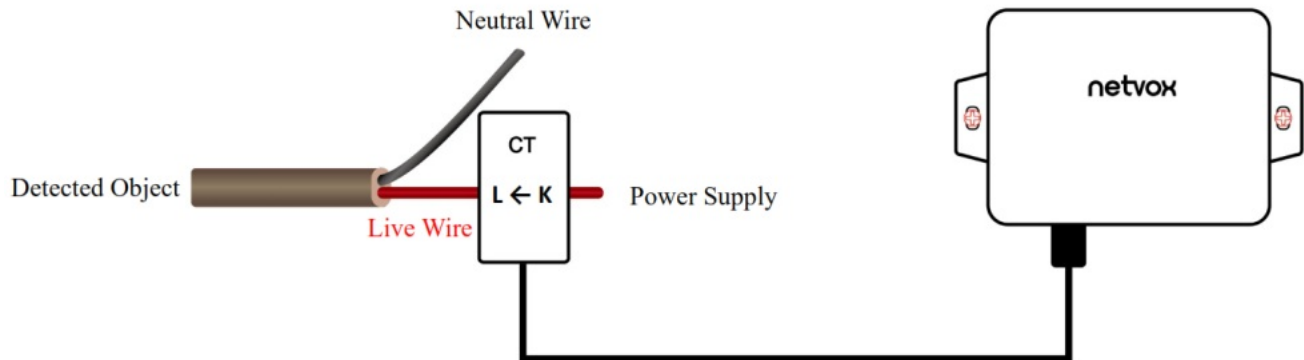 Neutral Wire
netvox
CT
Detected Object
L ← K
Power Supply
Live Wire